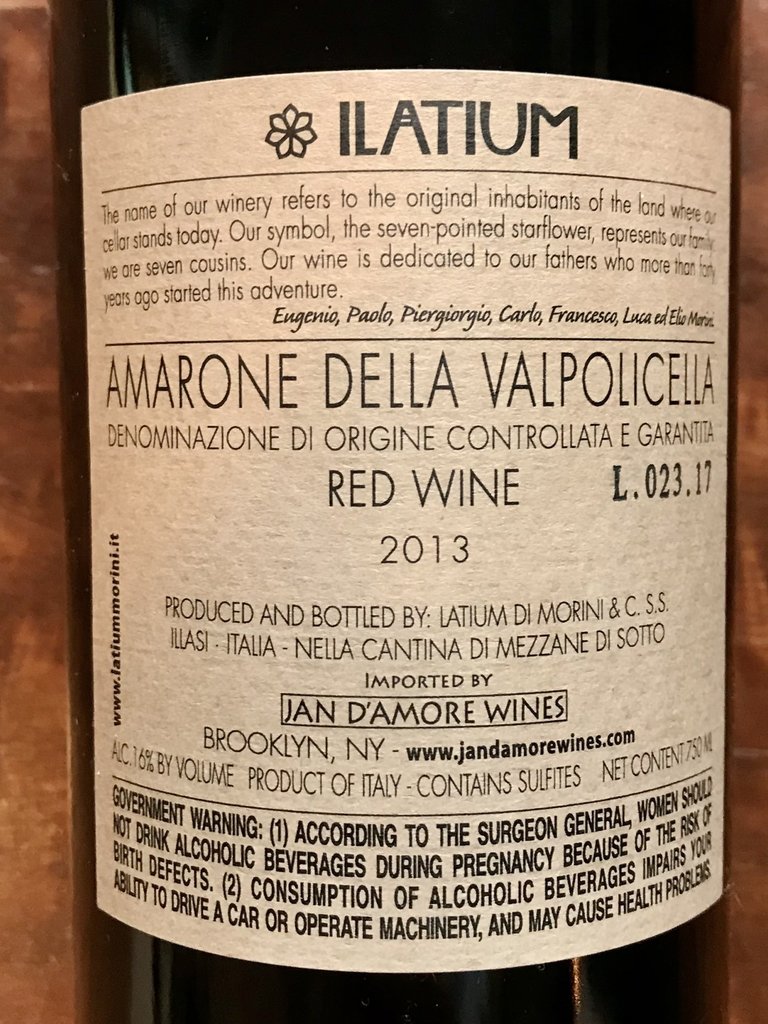 ILATIUM
The name of our winery refers to the original inhabitants of the land where our
cellar stands today. Our symbol, the seven-pointed starflower, represents our family:
we are seven cousins. Our wine is dedicated to our fathers who more than forty
years ago started this adventure.
Eugenio, Paolo, Piergiorgio, Carlo, Francesco, Luca ed Elio Morini.
AMARONE DELLA VALPOLICELLA
DENOMINAZIONE DI ORIGINE CONTROLLATA E GARANTITA
RED WINE
L.023.17
2013
www.latiummorini.it
PRODUCED AND BOTTLED BY: LATIUM DI MORINI & C. S.S.
ILLASI - ITALIA - NELLA CANTINA DI MEZZANE DI SOTTO
IMPORTED BY
JAN D'AMORE WINES
BROOKLYN, NY - www.jandamorewines.com
ALC. 16% BY VOLUME PRODUCT OF ITALY - CONTAINS SULFITES NET CONTENT 750 ML
GOVERNMENT WARNING: (1) ACCORDING TO THE SURGEON GENERAL, WOMEN SHOULD
NOT DRINK ALCOHOLIC BEVERAGES DURING PREGNANCY BECAUSE OF THE RISK OF
BIRTH DEFECTS. (2) CONSUMPTION OF ALCOHOLIC BEVERAGES IMPAIRS YOUR
ABILITY TO DRIVE A CAR OR OPERATE MACHINERY, AND MAY CAUSE HEALTH PROBLEMS.